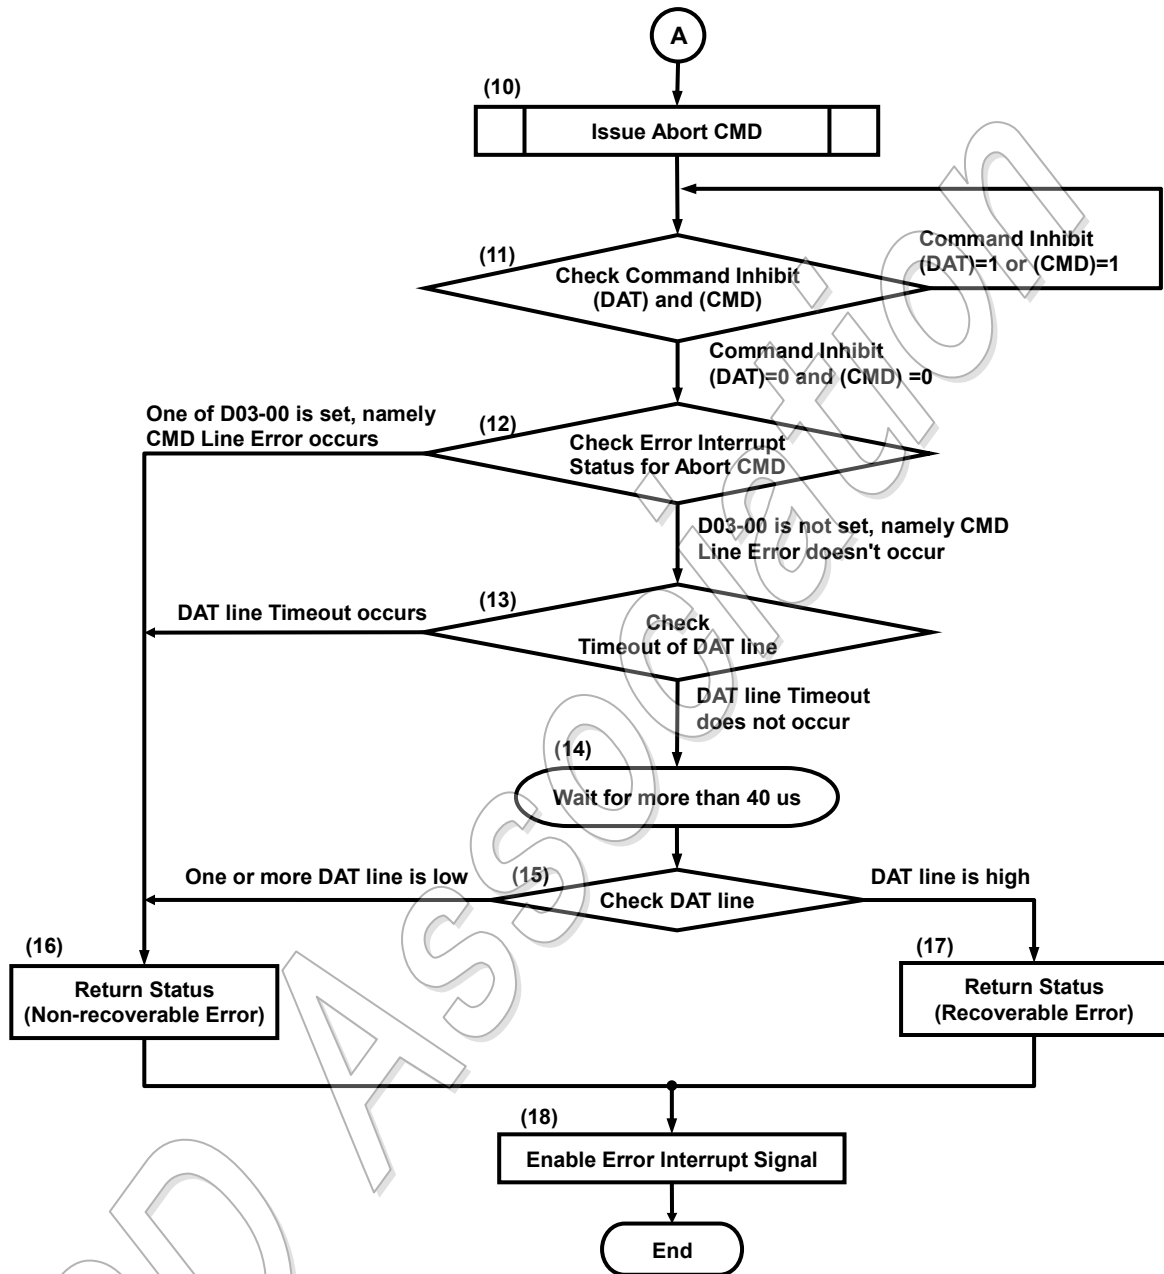 A
(10)
Issue Abort CMD
(11)
Check Command Inhibit
(DAT) and (CMD)
Command Inhibit
(DAT)=1 or (CMD)=1
Command Inhibit
(DAT)=0 and (CMD) =0
One of D03-00 is set, namely
CMD Line Error occurs
(12)
Check Error Interrupt
Status for Abort CMD
D03-00 is not set, namely CMD
Line Error doesn't occur
DAT line Timeout occurs
(13)
Check
Timeout of DAT line
DAT line Timeout
does not occur
(14)
Wait for more than 40 us
One or more DAT line is low
(15)
Check DAT line
DAT line is high
(16)
Return Status
(Non-recoverable Error)
(17)
Return Status
(Recoverable Error)
(18)
Enable Error Interrupt Signal
End
D Association